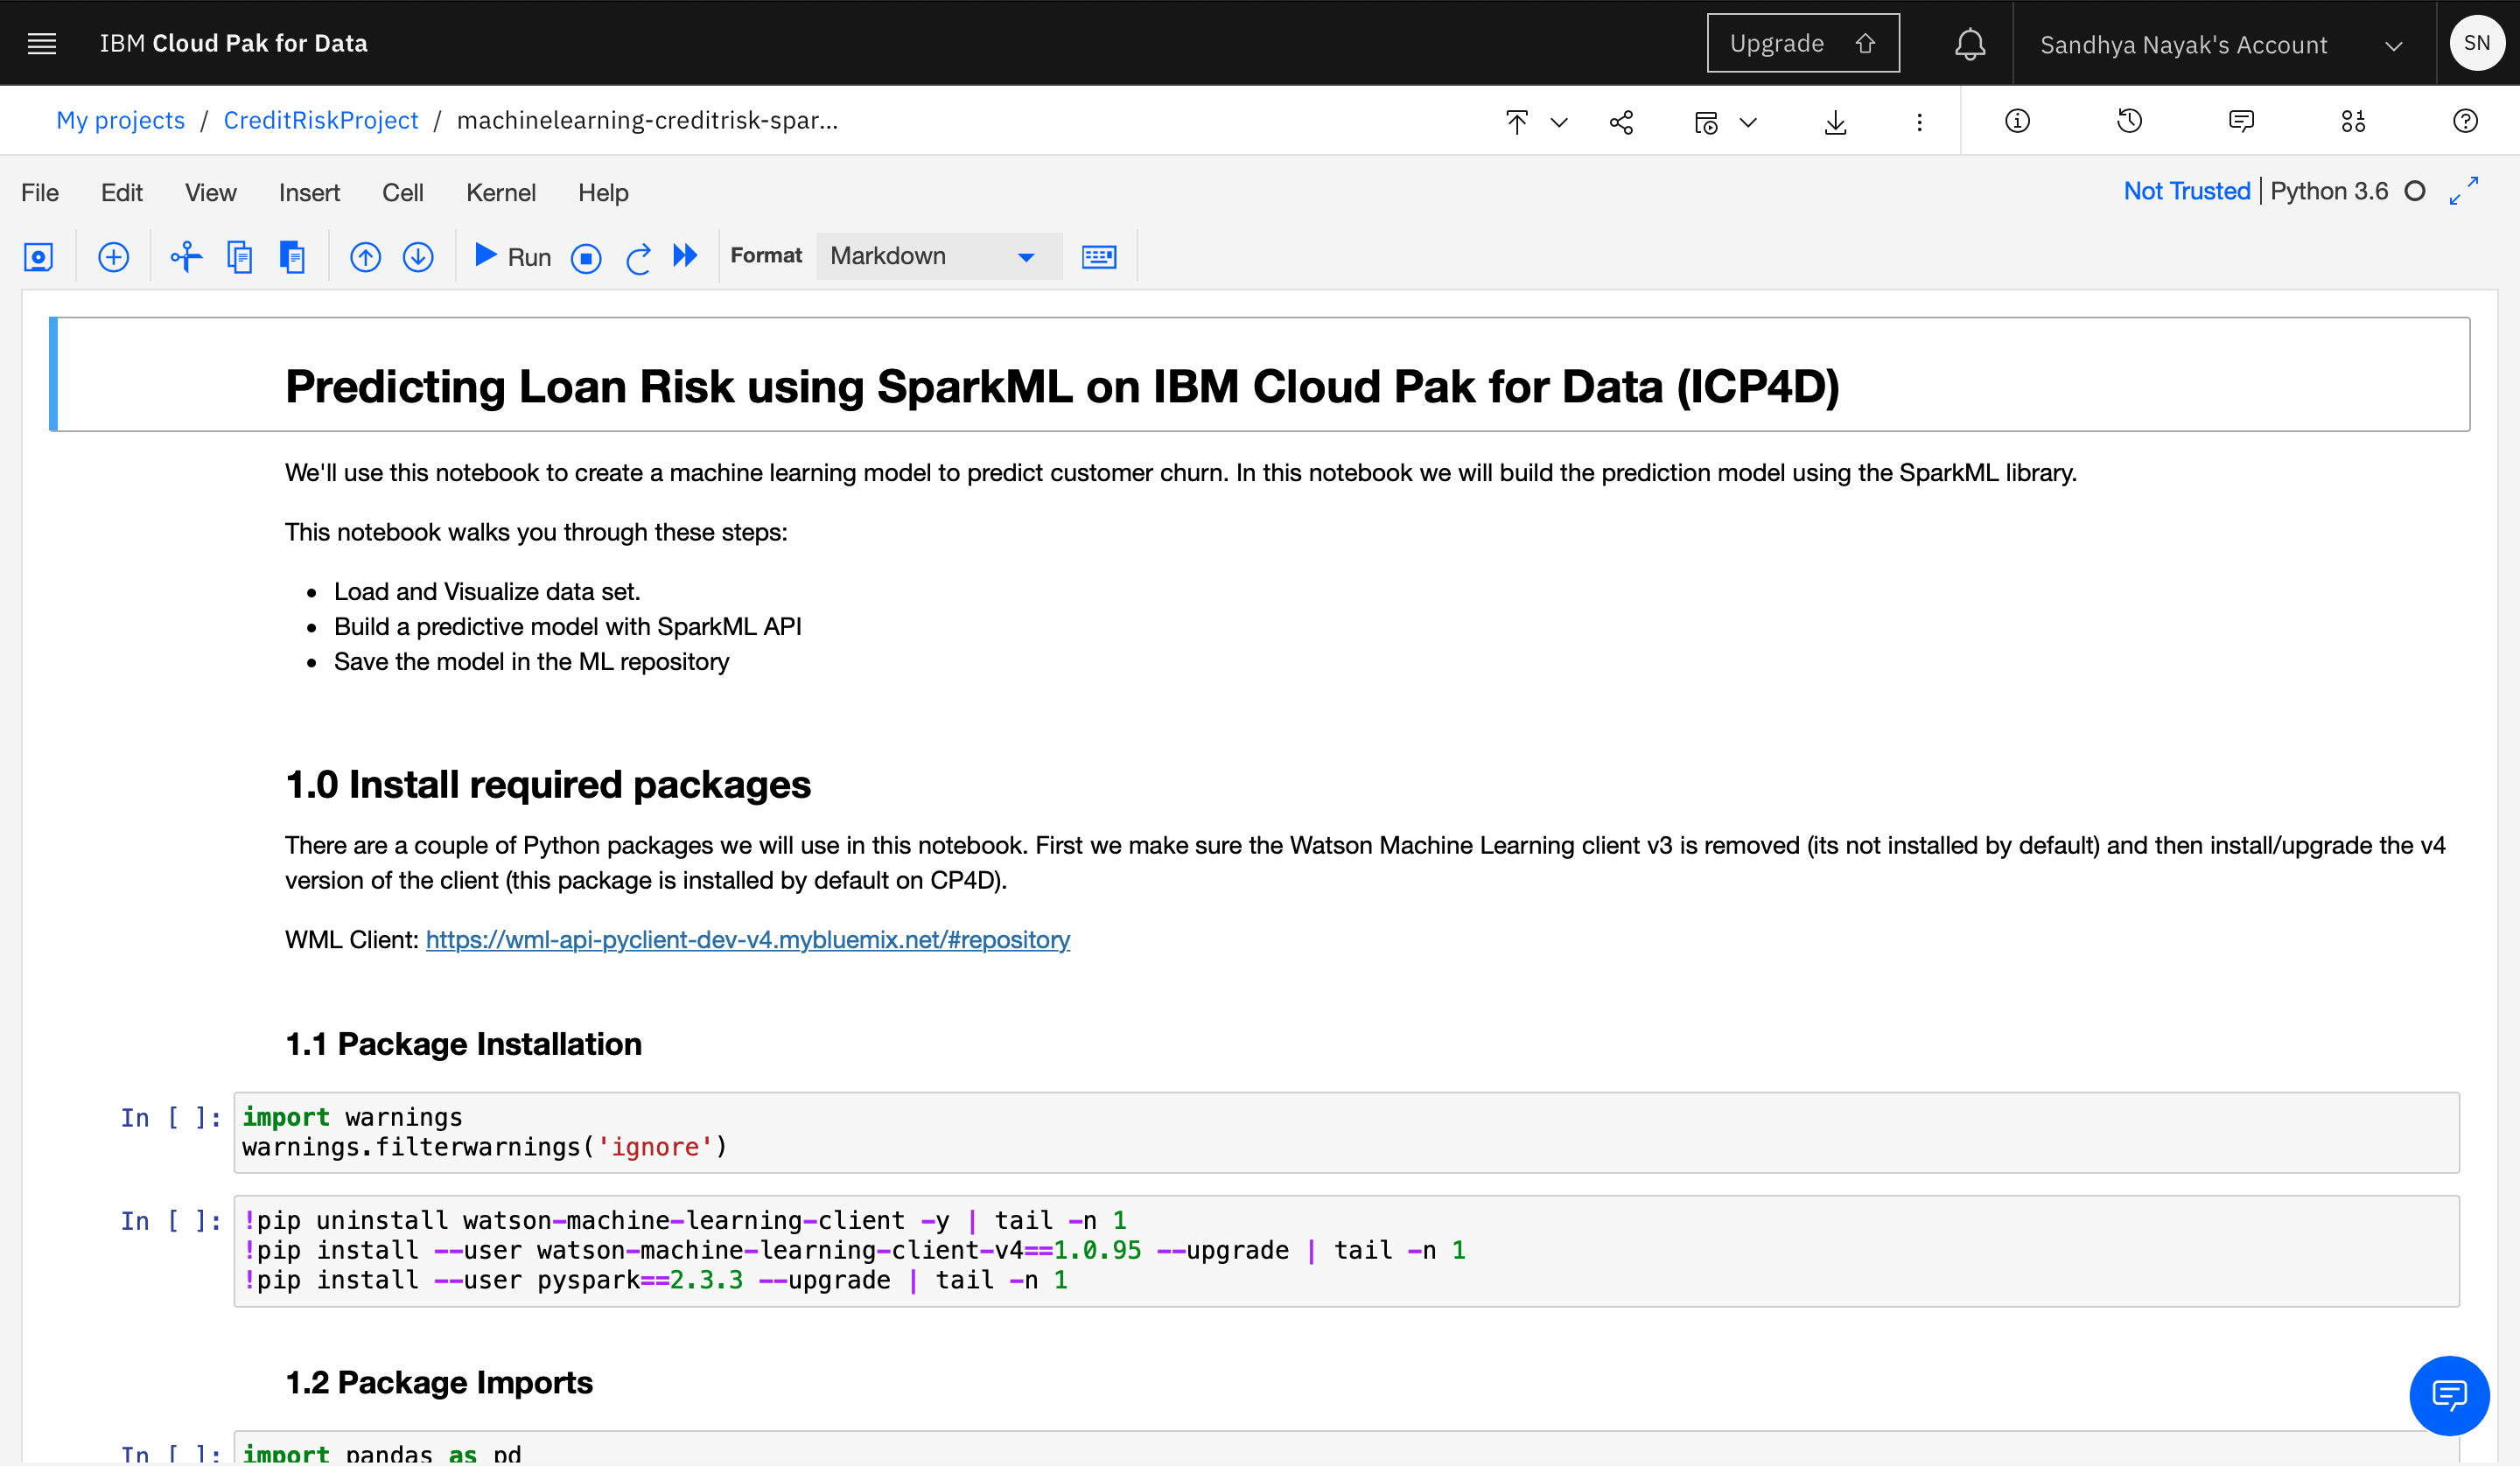 IBM Cloud Pak for Data
Upgrade
Sandhya Nayak's Account
SN
My projects / CreditRiskProject / machinelearning-creditrisk-spar...
File Edit View Insert Cell Kernel Help
Not Trusted | Python 3.6
Run
Format
Markdown
Predicting Loan Risk using SparkML on IBM Cloud Pak for Data (ICP4D)
We'll use this notebook to create a machine learning model to predict customer churn. In this notebook we will build the prediction model using the SparkML library.
This notebook walks you through these steps:
• Load and Visualize data set.
• Build a predictive model with SparkML API
• Save the model in the ML repository
1.0 Install required packages
There are a couple of Python packages we will use in this notebook. First we make sure the Watson Machine Learning client v3 is removed (its not installed by default) and then install/upgrade the v4
version of the client (this package is installed by default on CP4D).
WML Client: https://wml-api-pyclient-dev-v4.mybluemix.net/#repository
1.1 Package Installation
In [ ]: import warnings
warnings.filterwarnings('ignore')
In [ ]: !pip uninstall watson-machine-learning-client -y | tail -n 1
!pip install --user watson-machine-learning-client-v4==1.0.95 --upgrade | tail -n 1
!pip install --user pyspark==2.3.3 --upgrade | tail -n 1
1.2 Package Imports
In [ ]: import pandas as pd